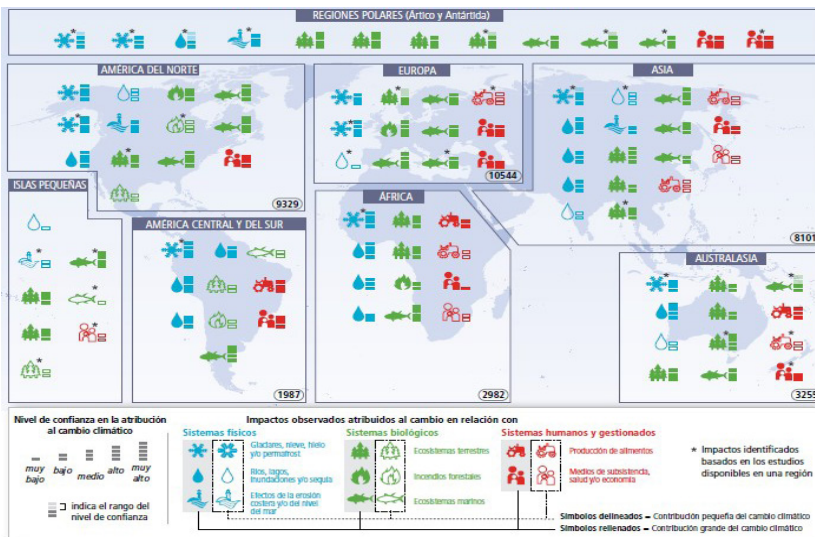 REGIONES POLARES (Ártico y Antártida)
AMÉRICA DEL NORTE
EUROPA
ASIA
9329
10544
ISLAS PEQUEÑAS
AMÉRICA CENTRAL Y DEL SUR
ÁFRICA
8101
AUSTRALASIA
1987
2982
3255
Nivel de confianza en la atribución
al cambio climático
muy
bajo
bajo
medio
alto
muy
alto
indica el rango del
nivel de confianza
Impactos observados atribuidos al cambio en relación con
Sistemas físicos
Glaciares, nieve, hielo
y/o permafrost
Ríos, lagos,
inundaciones y/o sequía
Efectos de la erosión
costera y/o del nivel
del mar
Sistemas biológicos
Ecosistemas terrestres
Incendios forestales
Ecosistemas marinos
Sistemas humanos y gestionados
Producción de alimentos
Medios de subsistencia,
salud y/o economía
* Impactos identificados
basados en los estudios
disponibles en una región
Símbolos delineados = Contribución pequeña del cambio climático
Símbolos rellenados = Contribución grande del cambio climático